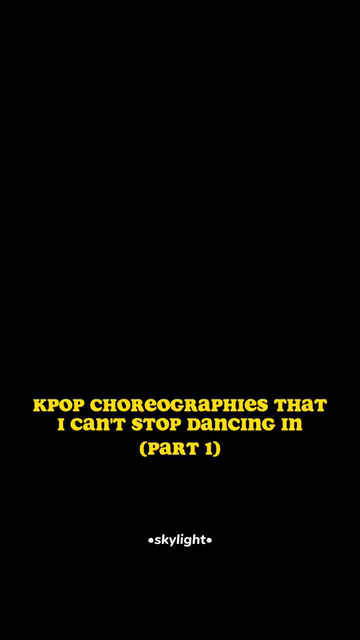 KPOP CHOREOGRAPHIES THAT
I CAN'T STOP DANCING IN
(PART 1)
•skylight•